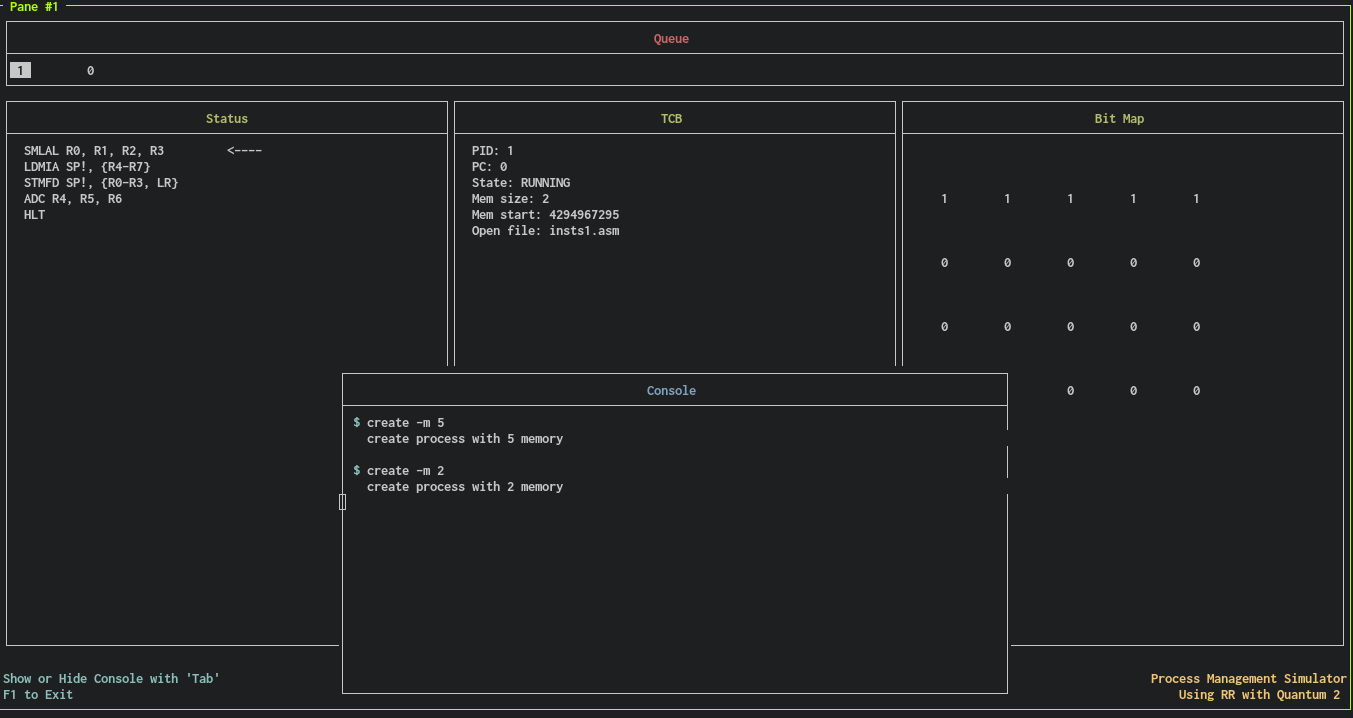 Pane #1
Queue
1 0
Status
SMLAL R0, R1, R2, R3 <----
LDMIA SP!, {R4-R7}
STMFD SP!, {R0-R3, LR}
ADC R4, R5, R6
HLT
TCB
PID: 1
PC: 0
State: RUNNING
Mem size: 2
Mem start: 4294967295
Open file: insts1.asm
Bit Map
1 1 1 1 1
0 0 0 0 0
0 0 0 0 0
0 0 0
Console
$ create -m 5
create process with 5 memory
$ create -m 2
create process with 2 memory
Show or Hide Console with 'Tab'
F1 to Exit
Process Management Simulator
Using RR with Quantum 2